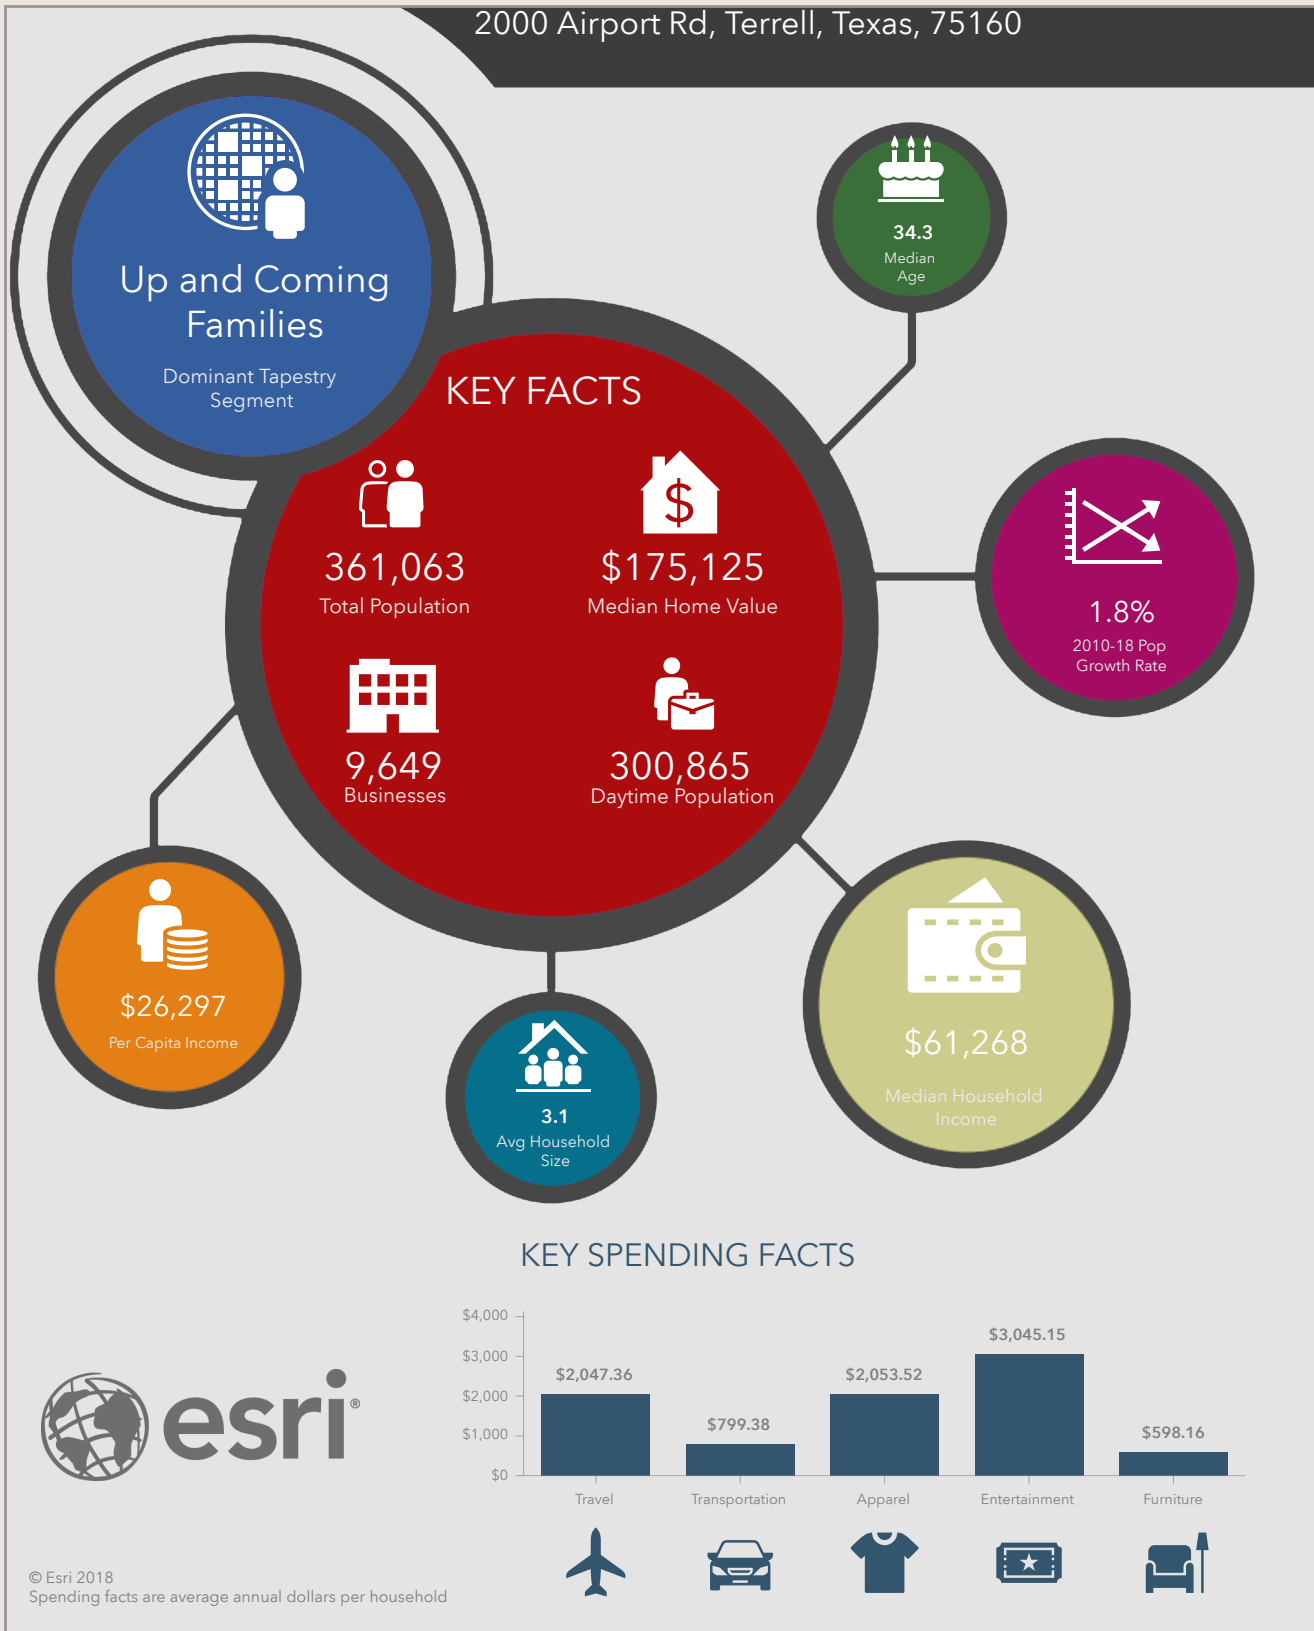 2000 Airport Rd, Terrell, Texas, 75160
Up and Coming
Families
Dominant Tapestry
Segment
34.3
Median
Age
KEY FACTS
361,063
Total Population
$175,125
Median Home Value
9,649
Businesses
300,865
Daytime Population
1.8%
2010-18 Pop
Growth Rate
$26,297
Per Capita Income
3.1
Avg Household
Size
$61,268
Median Household
Income
KEY SPENDING FACTS
$4,000
$3,000
$2,000
$1,000
$0
$2,047.36
$799.38
$2,053.52
$3,045.15
$598.16
Travel
Transportation
Apparel
Entertainment
Furniture
esri®
© Esri 2018
Spending facts are average annual dollars per household